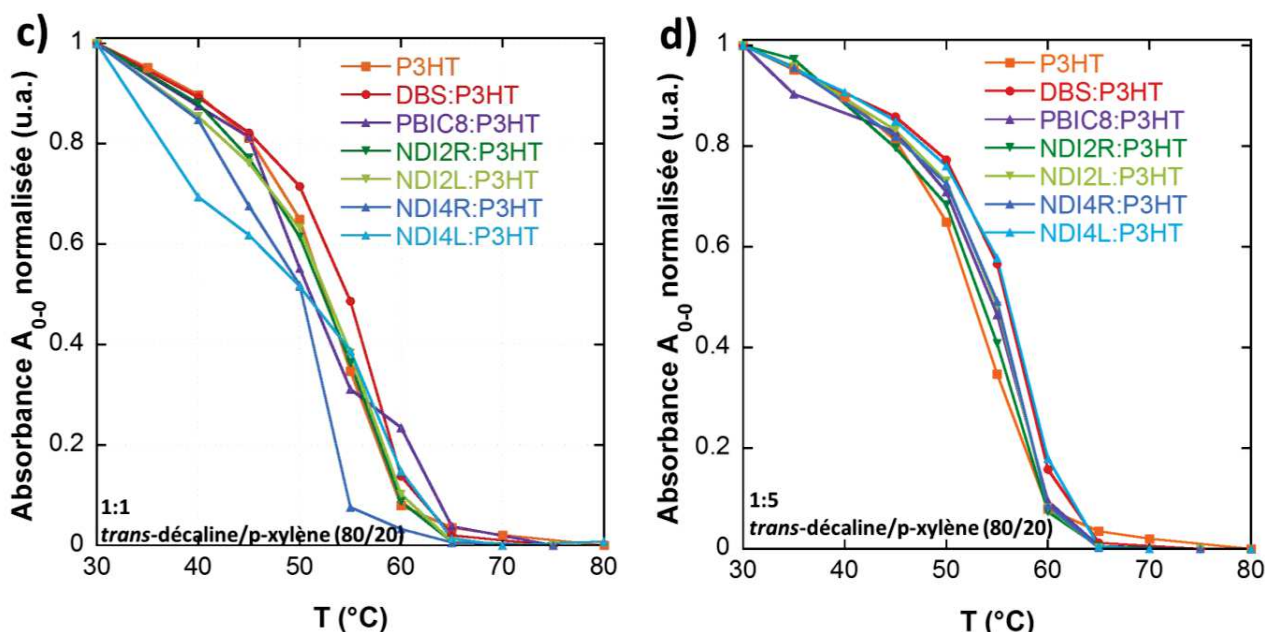 c)
Absorbance A0-0 normalisée (u.a.)
1
0.8
0.6
0.4
0.2
0
P3HT
DBS:P3HT
PBIC8:P3HT
NDI2R:P3HT
NDI2L:P3HT
NDI4R:P3HT
NDI4L:P3HT
1:1
trans-décaline/p-xylène (80/20)
30 40 50 60 70 80
T (°C)
d)
Absorbance A0-0 normalisée (u.a.)
1
0.8
0.6
0.4
0.2
0
P3HT
DBS:P3HT
PBIC8:P3HT
NDI2R:P3HT
NDI2L:P3HT
NDI4R:P3HT
NDI4L:P3HT
1:5
trans-décaline/p-xylène (80/20)
30 40 50 60 70 80
T (°C)